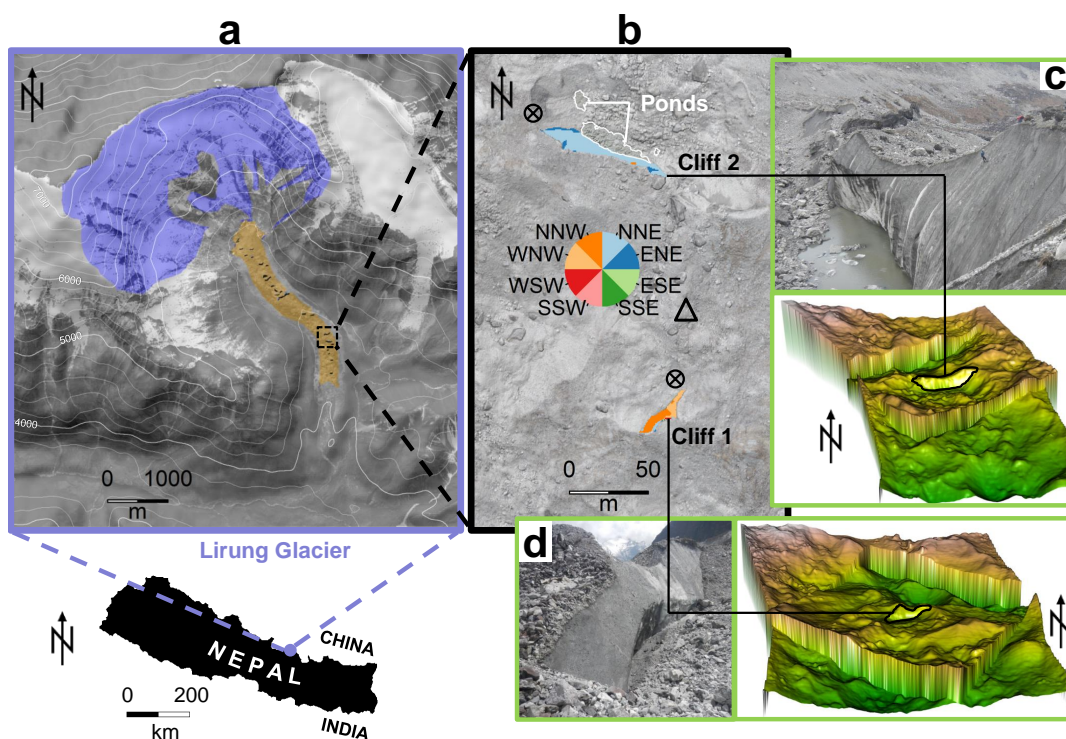 a
b
N
7000
6000
5000
4000
0 1000
m
Lirung Glacier
N
Ponds
Cliff 2
NNW NNE
WNW ENE
WSW ESE
SSW SSE
Cliff 1
0 50
m
c
N
d
N
N
CHINA
NEPAL
INDIA
0 200
km